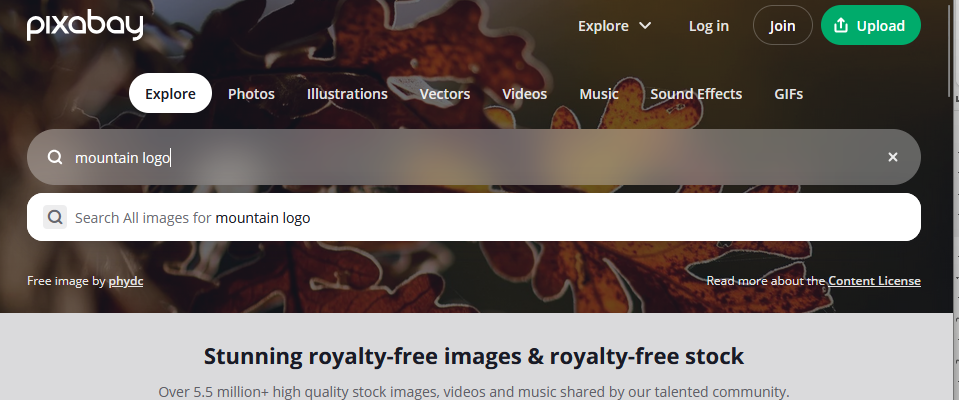 pixabay
Explore Log in Join Upload
Explore Photos Illustrations Vectors Videos Music Sound Effects GIFs
mountain logo
Search All images for mountain logo
Free image by phydc Read more about the Content License
Stunning royalty-free images & royalty-free stock
Over 5.5 million+ high quality stock images, videos and music shared by our talented community.